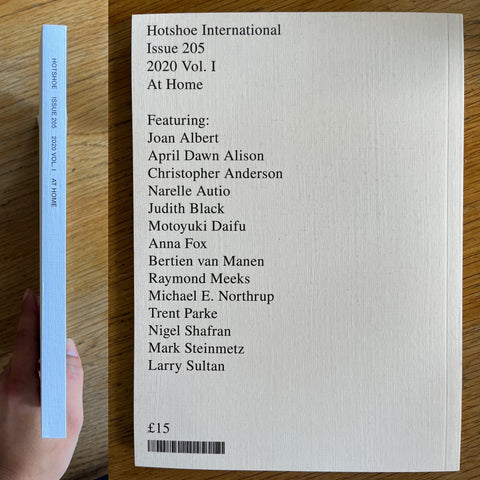 HOTSHOE ISSUE 205 2020 VOL. I AT HOME
Hotshoe International
Issue 205
2020 Vol. I
At Home
Featuring:
Joan Albert
April Dawn Alison
Christopher Anderson
Narelle Autio
Judith Black
Motoyuki Daifu
Anna Fox
Bertien van Manen
Raymond Meeks
Michael E. Northrup
Trent Parke
Nigel Shafran
Mark Steinmetz
Larry Sultan
£15